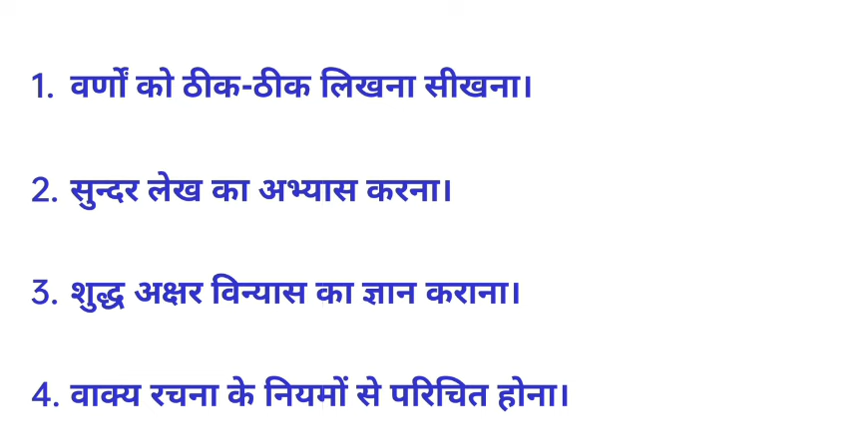 1. वर्णों को ठीक-ठीक लिखना सीखना।
2. सुन्दर लेख का अभ्यास करना।
3. शुद्ध अक्षर विन्यास का ज्ञान कराना।
4. वाक्य रचना के नियमों से परिचित होना।